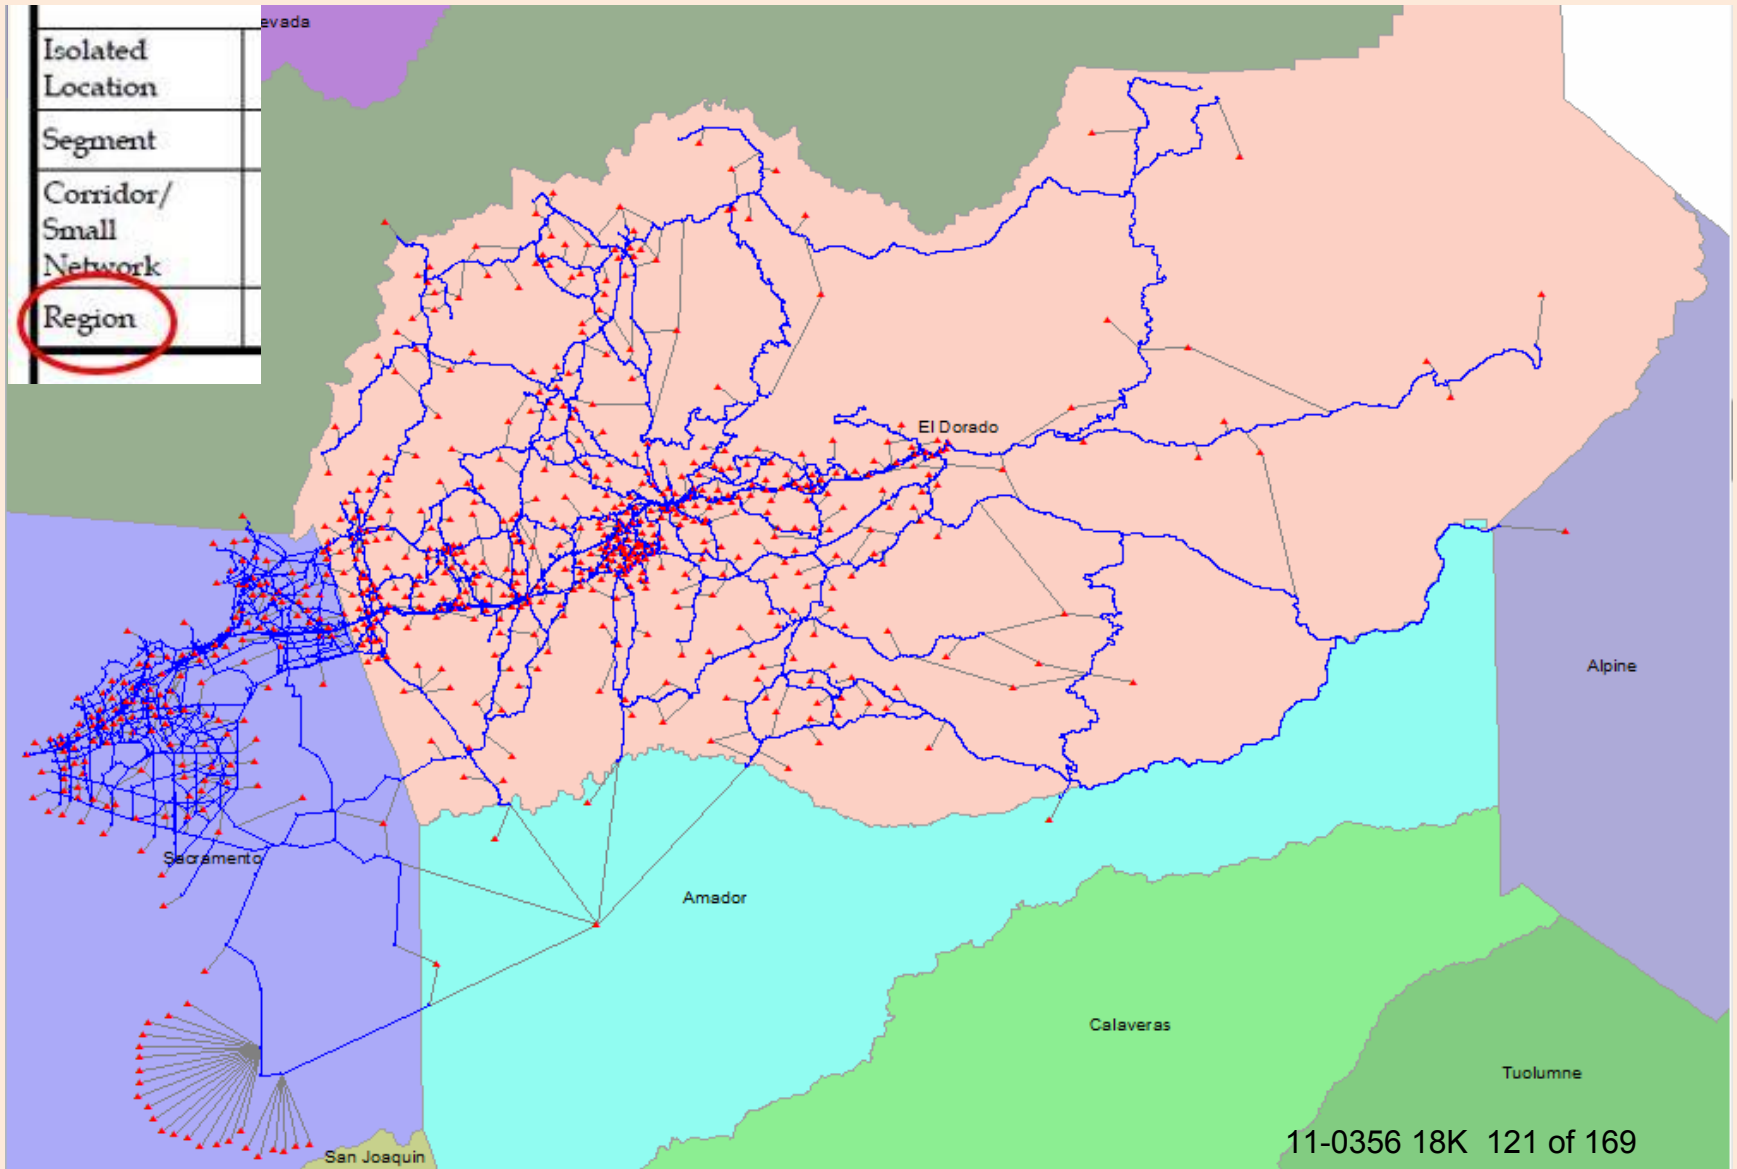 evada
Isolated
Location
Segment
Corridor/
Small
Network
Region
El Dorado
Alpine
Sacramento
Amador
Calaveras
Tuolumne
San Joaquin
11-0356 18K 121 of 169